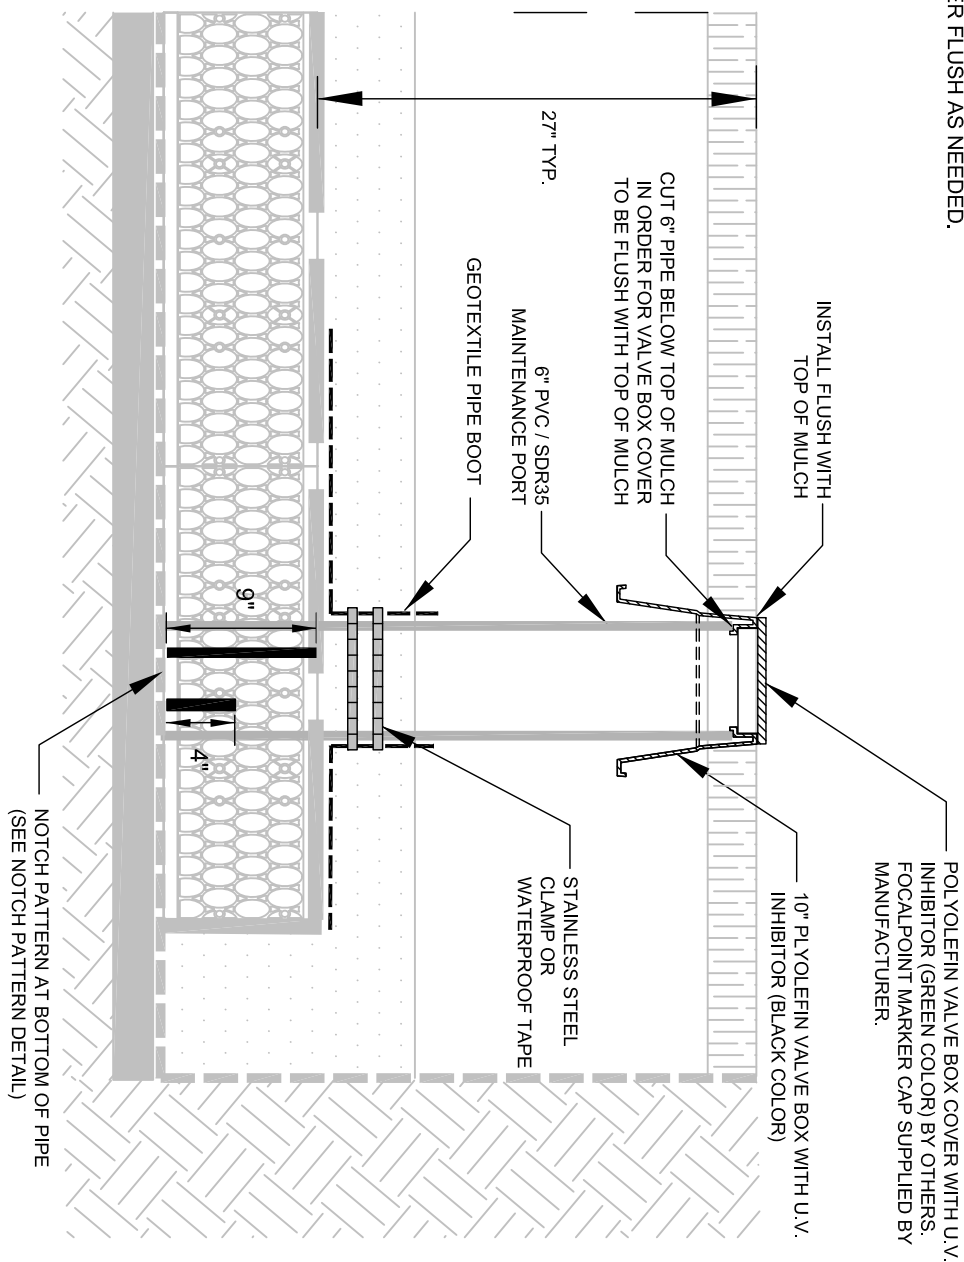 ER FLUSH AS NEEDED.
POLYOLEFIN VALVE BOX COVER WITH U.V.
INHIBITOR (GREEN COLOR) BY OTHERS.
FOCALPOINT MARKER CAP SUPPLIED BY
MANUFACTURER.
INSTALL FLUSH WITH
TOP OF MULCH
10" PLYOLEFIN VALVE BOX WITH U.V.
INHIBITOR (BLACK COLOR)
CUT 6" PIPE BELOW TOP OF MULCH
IN ORDER FOR VALVE BOX COVER
TO BE FLUSH WITH TOP OF MULCH
27" TYP.
6" PVC / SDR35
MAINTENANCE PORT
GEOTEXTILE PIPE BOOT
STAINLESS STEEL
CLAMP OR
WATERPROOF TAPE
9"
4"
NOTCH PATTERN AT BOTTOM OF PIPE
(SEE NOTCH PATTERN DETAIL)